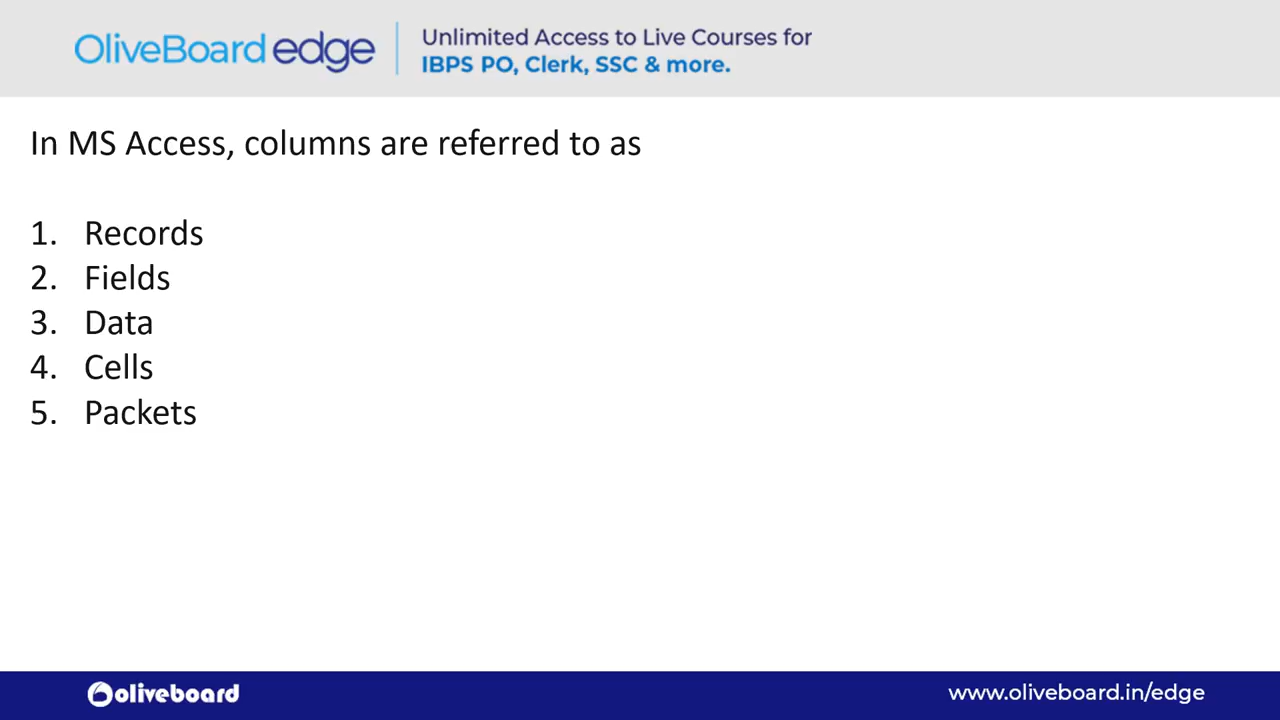 OliveBoard edge
Unlimited Access to Live Courses for
IBPS PO, Clerk, SSC & more.
In MS Access, columns are referred to as
1. Records
2. Fields
3. Data
4. Cells
5. Packets
oliveboard
www.oliveboard.in/edge